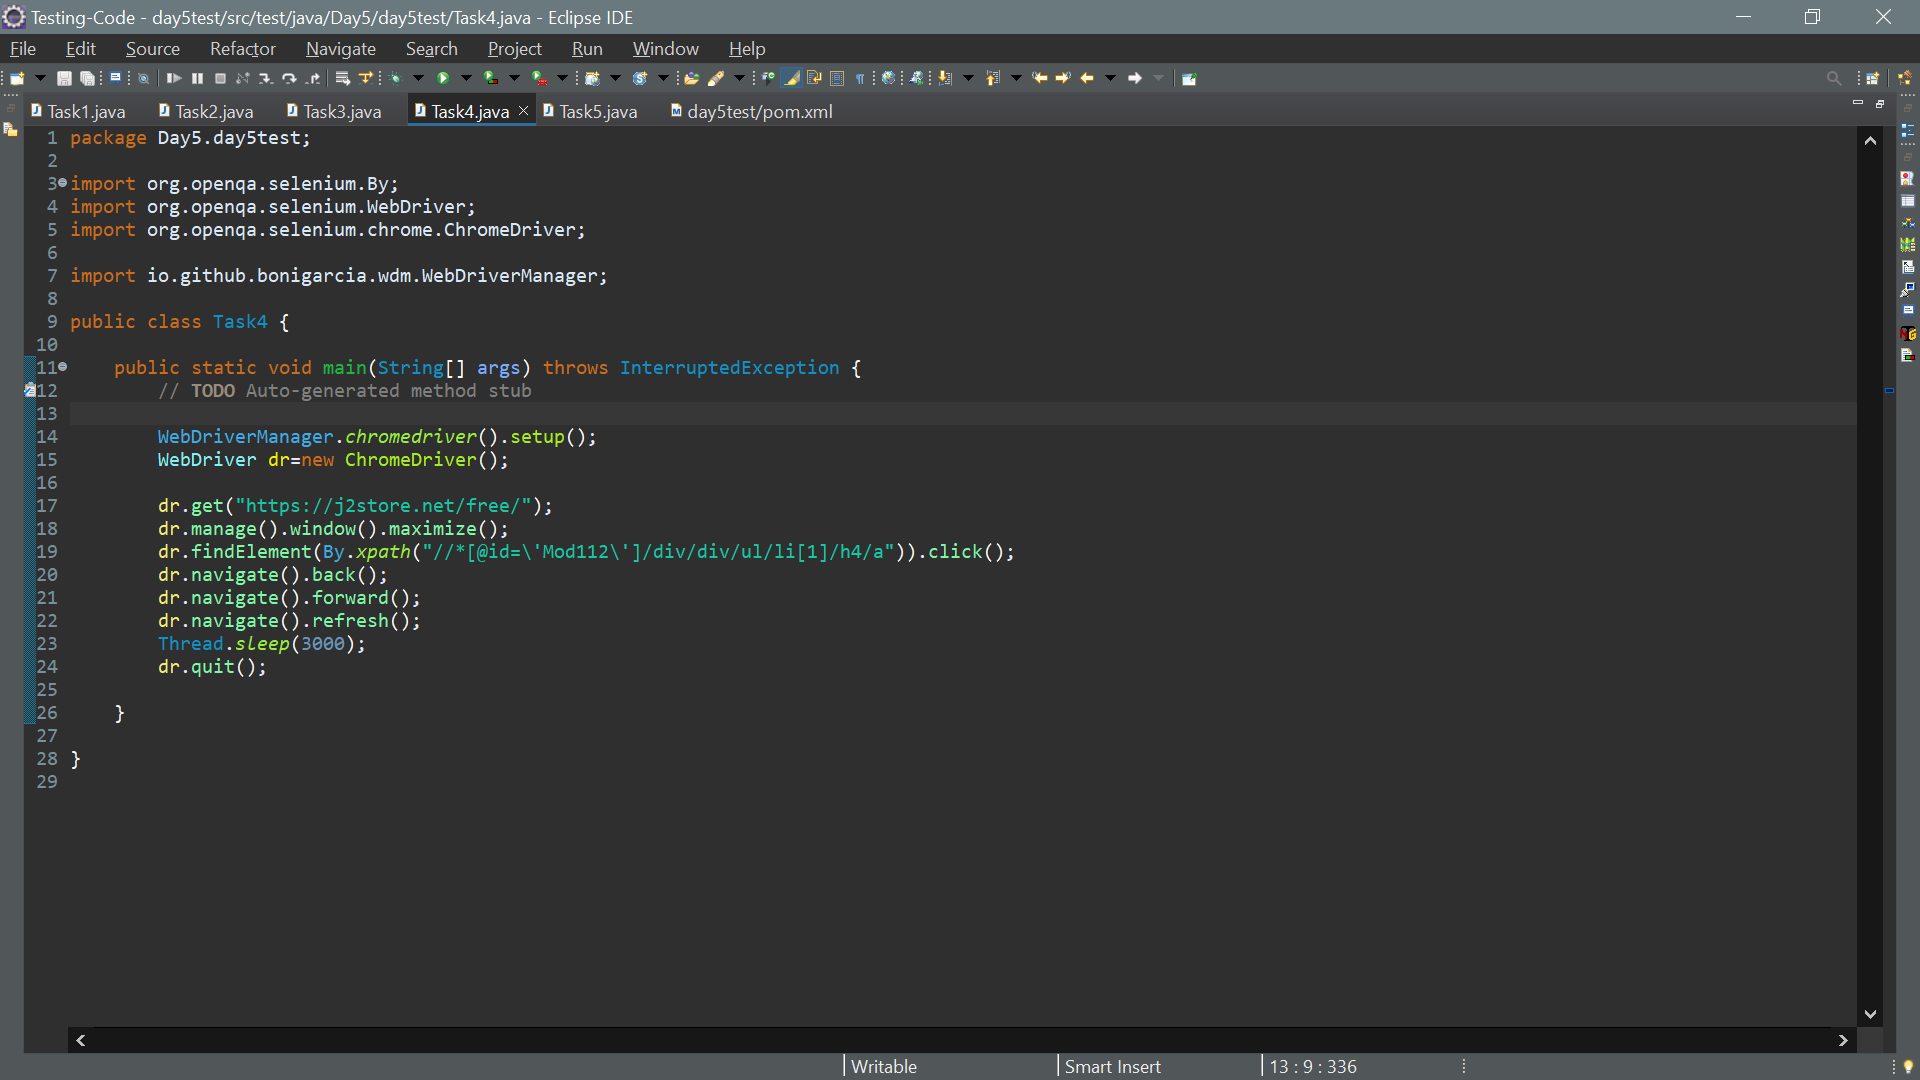 Testing-Code - day5test/src/test/java/Day5/day5test/Task4.java - Eclipse IDE
File Edit Source Refactor Navigate Search Project Run Window Help
Task1.java Task2.java Task3.java Task4.java Task5.java day5test/pom.xml
1 package Day5.day5test;
2
3 import org.openqa.selenium.By;
4 import org.openqa.selenium.WebDriver;
5 import org.openqa.selenium.chrome.ChromeDriver;
6
7 import io.github.bonigarcia.wdm.WebDriverManager;
8
9 public class Task4 {
10
11     public static void main(String[] args) throws InterruptedException {
12         // TODO Auto-generated method stub
13
14         WebDriverManager.chromedriver().setup();
15         WebDriver dr=new ChromeDriver();
16
17         dr.get("https://j2store.net/free/");
18         dr.manage().window().maximize();
19         dr.findElement(By.xpath("//*[@id=\'Mod112\']/div/div/ul/li[1]/h4/a")).click();
20         dr.navigate().back();
21         dr.navigate().forward();
22         dr.navigate().refresh();
23         Thread.sleep(3000);
24         dr.quit();
25
26     }
27
28 }
29
Writable Smart Insert 13 : 9 : 336